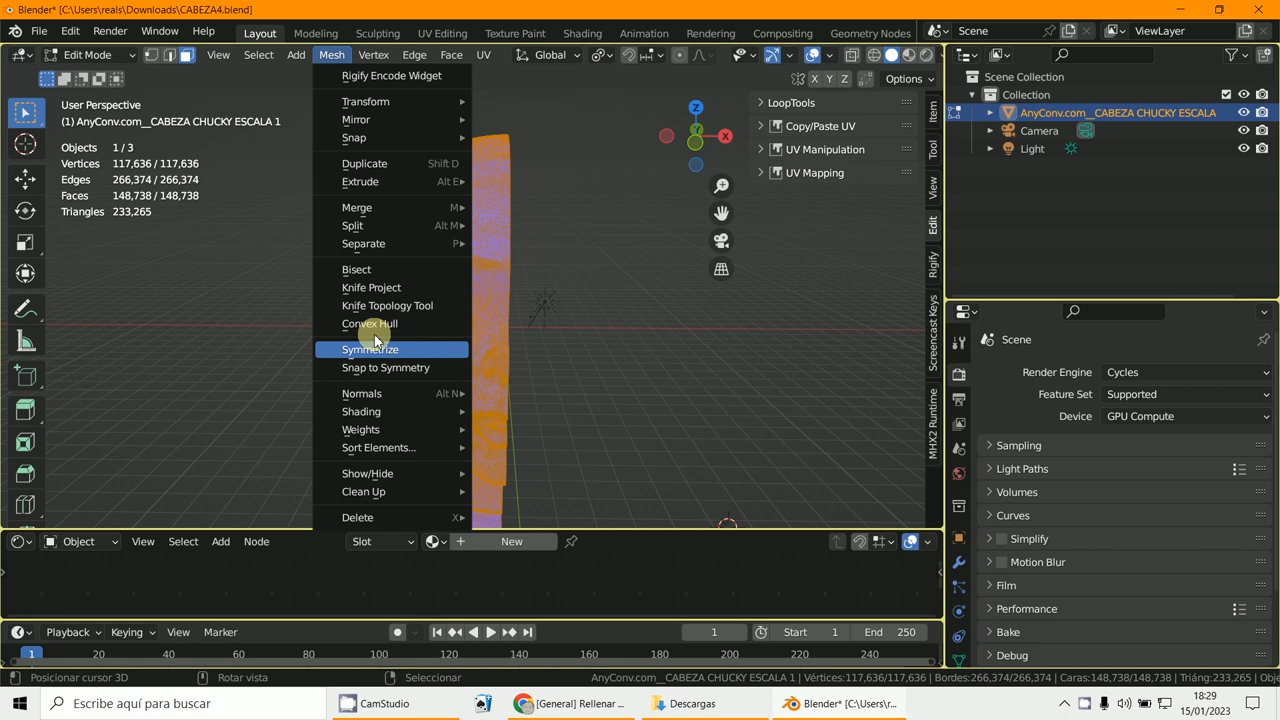 Blender* [C:\Users\reals\Downloads\CABEZA4.blend]
File Edit Render Window Help Layout Modeling Sculpting UV Editing Texture Paint Shading Animation Rendering Compositing Geometry Nodes Scene ViewLayer
Edit Mode View Select Add Mesh Vertex Edge Face UV Global
X Y Z Options
User Perspective
(1) AnyConv.com__CABEZA CHUCKY ESCALA 1
Objects 1 / 3
Vertices 117,636 / 117,636
Edges 266,374 / 266,374
Faces 148,738 / 148,738
Triangles 233,265
Rigify Encode Widget
Transform
Mirror
Snap
Duplicate Shift D
Extrude Alt E
Merge M
Split Alt M
Separate P
Bisect
Knife Project
Knife Topology Tool
Convex Hull
Symmetrize
Snap to Symmetry
Normals Alt N
Shading
Weights
Sort Elements...
Show/Hide
Clean Up
Delete X
Z
Y
X
LoopTools
Copy/Paste UV
UV Manipulation
UV Mapping
Item
Tool
View
Edit
Rigify
Screencast Keys
MHX2 Runtime
Scene Collection
Collection
AnyConv.com__CABEZA CHUCKY ESCALA
Camera
Light
Scene
Render Engine Cycles
Feature Set Supported
Device GPU Compute
Sampling
Light Paths
Volumes
Curves
Simplify
Motion Blur
Film
Performance
Bake
Debug
Object View Select Add Node Slot New
Playback Keying View Marker 1 Start 1 End 250
1 20 40 60 80 100 120 140 160 180 200 220 240
Posicionar cursor 3D Rotar vista Seleccionar AnyConv.com__CABEZA CHUCKY ESCALA 1 | Vértices:117,636/117,636 | Bordes:266,374/266,374 | Caras:148,738/148,738 | Triáng:233,265 | Obje
Escribe aquí para buscar CamStudio [General] Rellenar ... Descargas Blender* [C:\Users\r... 18:29
15/01/2023